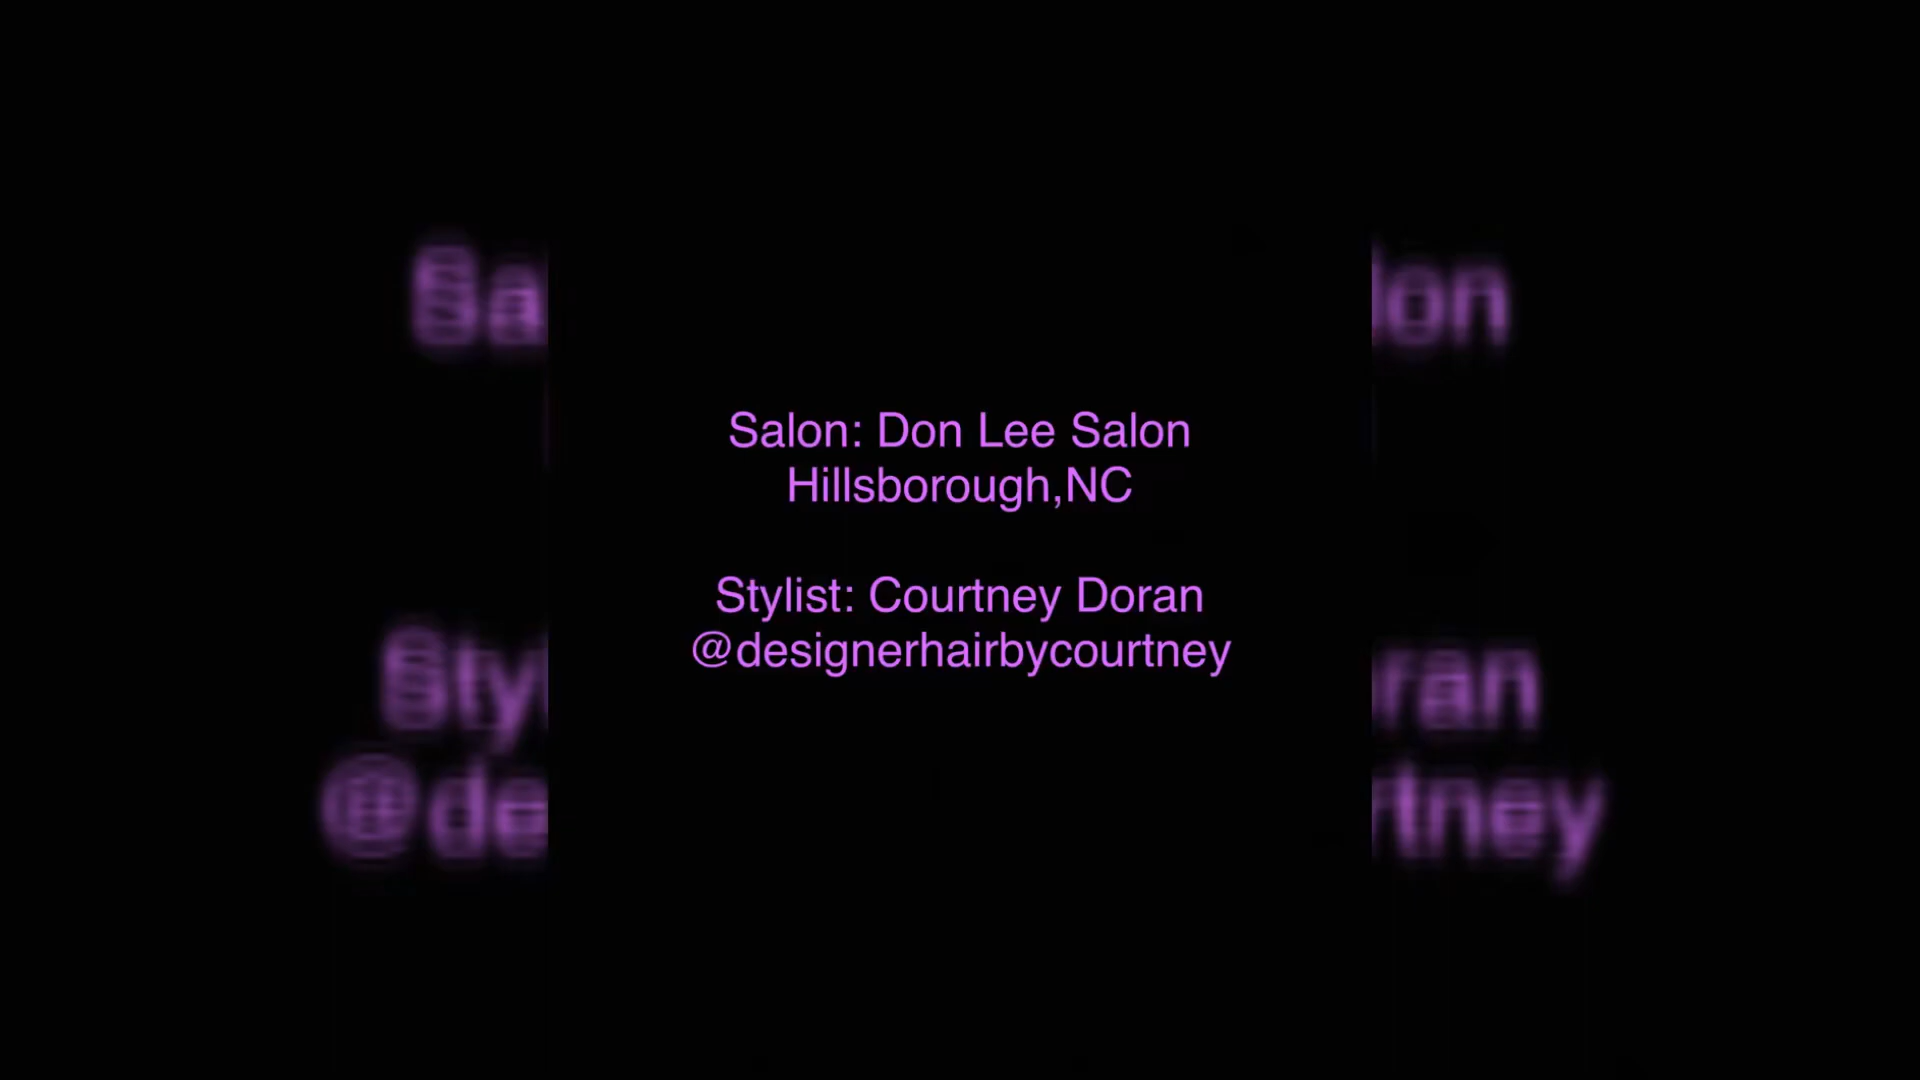 Salon: Don Lee Salon
Hillsborough,NC
Stylist: Courtney Doran
@designerhairbycourtney